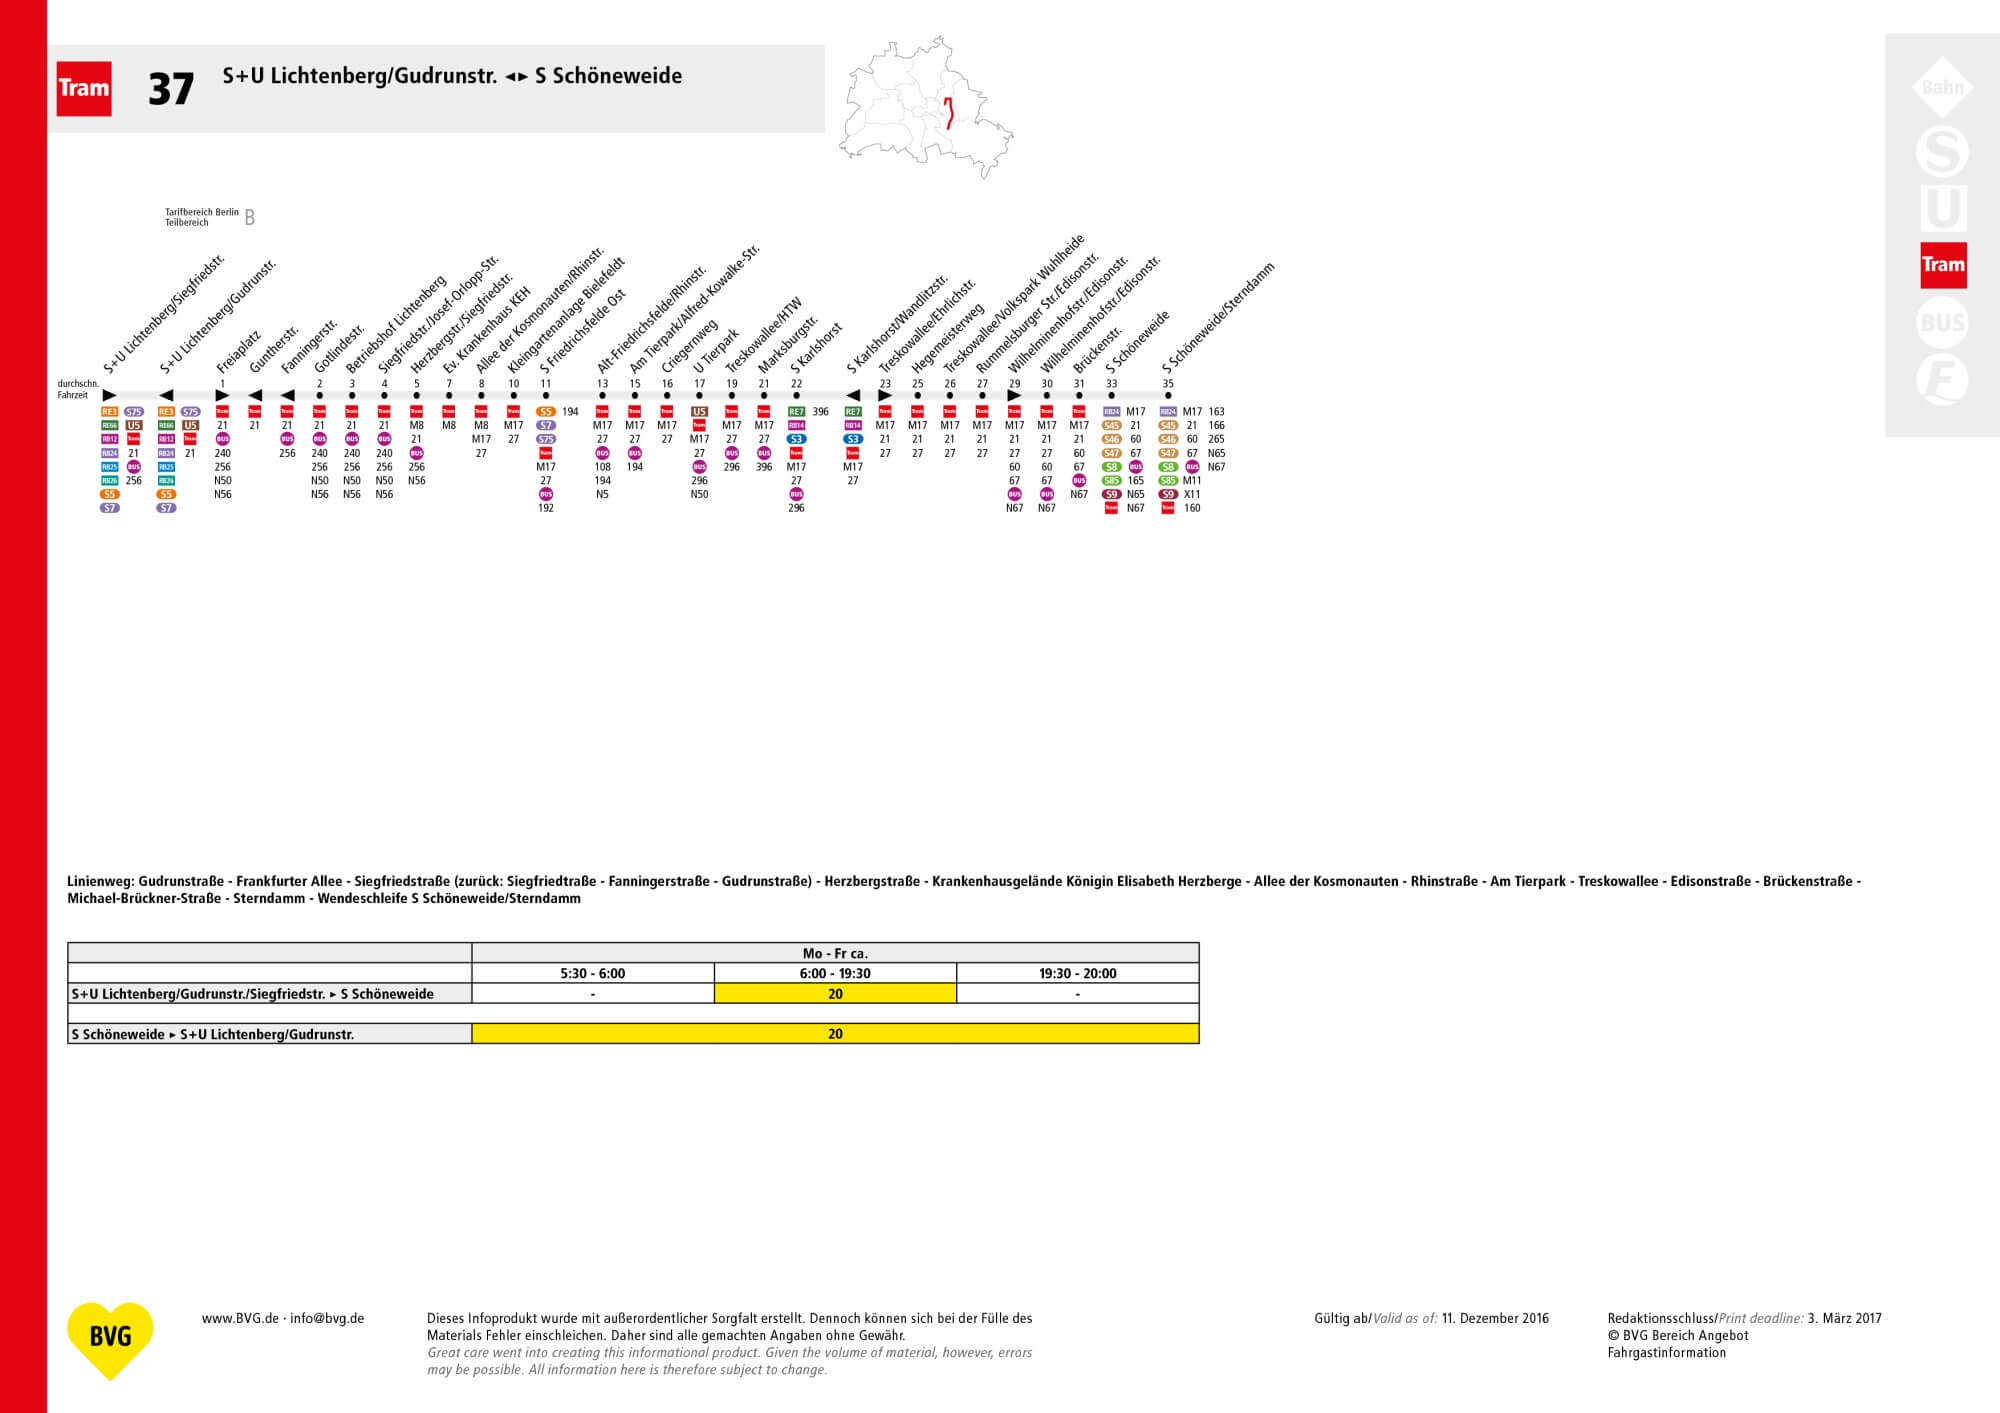 Tram
37
S+U Lichtenberg/Gudrunstr. ◄► S Schöneweide
Bahn
S
U
Tram
BUS
F
Tarifbereich Berlin
Teilbereich
B
S+U Lichtenberg/Siegfriedstr.
S+U Lichtenberg/Gudrunstr.
Freiaplatz
Guntherstr.
Fanningerstr.
Gotlindestr.
Betriebshof Lichtenberg
Siegfriedstr./Josef-Orlopp-Str.
Herzbergstr./Siegfriedstr.
Ev. Krankenhaus KEH
Allee der Kosmonauten/Rhinstr.
Kleingartenanlage Bielefeldt
S Friedrichsfelde Ost
Alt-Friedrichsfelde/Rhinstr.
Am Tierpark/Alfred-Kowalke-Str.
Criegernweg
U Tierpark
Treskowallee/HTW
Marksburgstr.
S Karlshorst
S Karlshorst/Wandlitzstr.
Treskowallee/Ehrlichstr.
Hegemeisterweg
Treskowallee/Volkspark Wuhlheide
Rummelsburger Str./Edisonstr.
Wilhelminenhofstr./Edisonstr.
Wilhelminenhofstr./Edisonstr.
Brückenstr.
S Schöneweide
S Schöneweide/Sterndamm
durchschn. 1 2 3 4 5 7 8 10 11 13 15 16 17 19 21 22 23 25 26 27 29 30 31 33 35
Fahrzeit
RE3 S75 RE3 S75 Tram Tram Tram Tram Tram Tram Tram Tram Tram Tram S5 194 Tram Tram Tram U5 Tram Tram RE7 396 RE7 Tram Tram Tram Tram Tram Tram Tram RB24 M17 RB24 M17 163
RE66 U5 RE66 U5 21 21 21 21 21 21 M8 M8 M8 M17 S7 M17 M17 M17 Tram M17 M17 RB14 RB14 M17 M17 M17 M17 M17 M17 M17 S45 21 S45 21 166
RB12 Tram RB12 Tram BUS BUS BUS BUS BUS 21 M17 27 S75 27 27 27 M17 27 27 S3 S3 21 21 21 21 21 21 21 S46 60 S46 60 265
RB24 21 RB24 21 240 256 240 240 240 BUS 27 Tram BUS BUS 27 BUS BUS Tram Tram 27 27 27 27 27 27 60 S47 67 S47 67 N65
RB25 BUS RB25 256 256 256 256 256 M17 108 194 BUS 296 396 M17 M17 60 60 67 S8 BUS S8 BUS N67
RB26 256 RB26 N50 N50 N50 N50 N56 27 194 296 27 27 67 67 BUS S85 165 S85 M11
S5 S5 N56 N56 N56 N56 BUS N5 N50 BUS BUS BUS N67 S9 N65 S9 X11
S7 S7 192 296 N67 N67 Tram N67 Tram 160
Linienweg: Gudrunstraße - Frankfurter Allee - Siegfriedstraße (zurück: Siegfriedtraße - Fanningerstraße - Gudrunstraße) - Herzbergstraße - Krankenhausgelände Königin Elisabeth Herzberge - Allee der Kosmonauten - Rhinstraße - Am Tierpark - Treskowallee - Edisonstraße - Brückenstraße -
Michael-Brückner-Straße - Sterndamm - Wendeschleife S Schöneweide/Sterndamm
Mo - Fr ca.
5:30 - 6:00 6:00 - 19:30 19:30 - 20:00
S+U Lichtenberg/Gudrunstr./Siegfriedstr. ► S Schöneweide - 20 -
S Schöneweide ► S+U Lichtenberg/Gudrunstr. 20
BVG
www.BVG.de · info@bvg.de
Dieses Infoprodukt wurde mit außerordentlicher Sorgfalt erstellt. Dennoch können sich bei der Fülle des
Materials Fehler einschleichen. Daher sind alle gemachten Angaben ohne Gewähr.
Great care went into creating this informational product. Given the volume of material, however, errors
may be possible. All information here is therefore subject to change.
Gültig ab/Valid as of: 11. Dezember 2016
Redaktionsschluss/Print deadline: 3. März 2017
© BVG Bereich Angebot
Fahrgastinformation